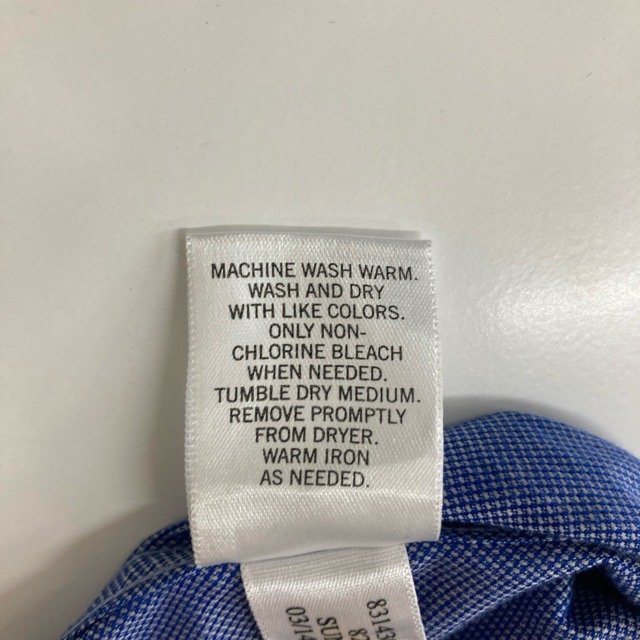 MACHINE WASH WARM.
WASH AND DRY
WITH LIKE COLORS.
ONLY NON-
CHLORINE BLEACH
WHEN NEEDED.
TUMBLE DRY MEDIUM.
REMOVE PROMPTLY
FROM DRYER.
WARM IRON
AS NEEDED.